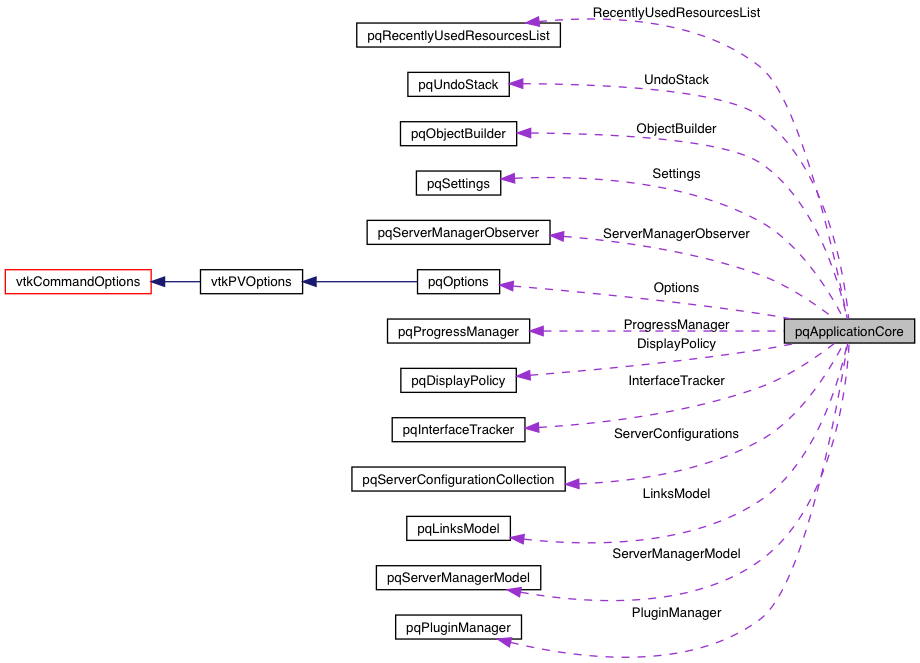 RecentlyUsedResourcesList
pqRecentlyUsedResourcesList
UndoStack
pqUndoStack
ObjectBuilder
pqObjectBuilder
Settings
pqSettings
ServerManagerObserver
pqServerManagerObserver
vtkCommandOptions
vtkPVOptions
pqOptions
Options
ProgressManager
pqProgressManager
pqApplicationCore
DisplayPolicy
pqDisplayPolicy
InterfaceTracker
pqInterfaceTracker
ServerConfigurations
pqServerConfigurationCollection
LinksModel
pqLinksModel
ServerManagerModel
pqServerManagerModel
PluginManager
pqPluginManager